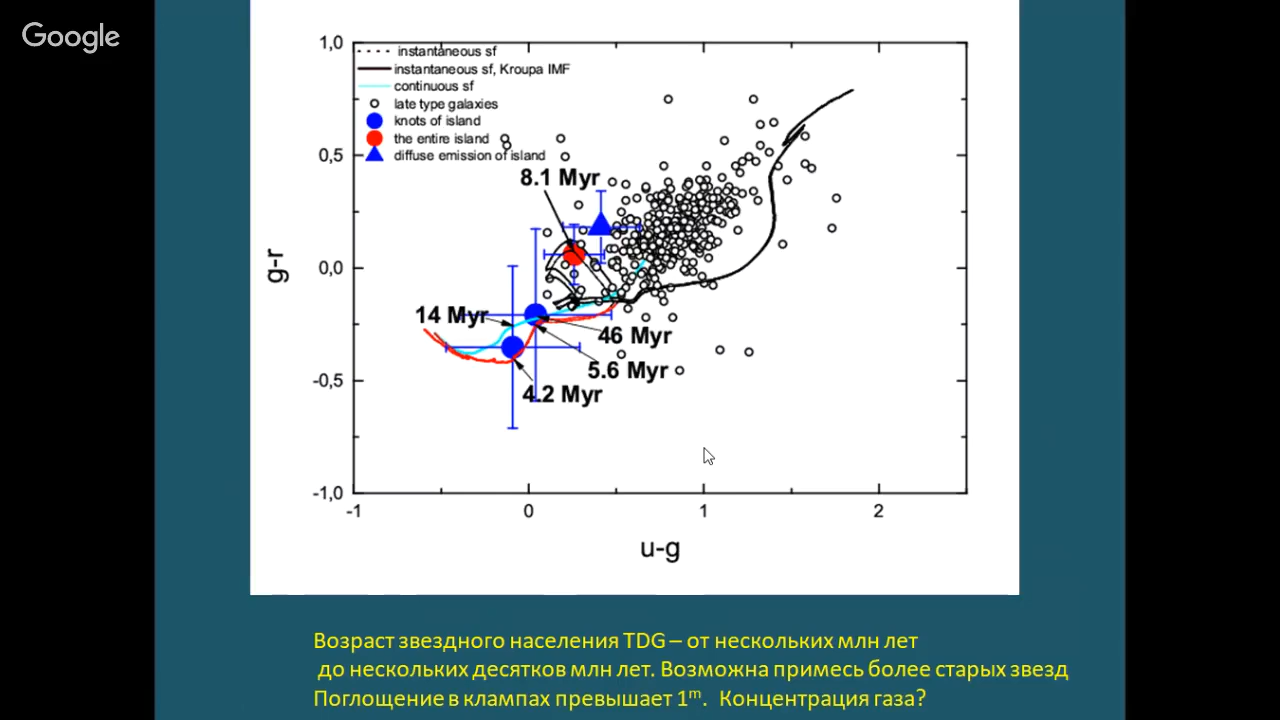 Google
1,0
instantaneous sf
instantaneous sf, Kroupa IMF
continuous sf
late type galaxies
knots of island
the entire island
diffuse emission of island
0,5
8.1 Myr
g-r
0,0
14 Myr
46 Myr
5.6 Myr
-0,5
4.2 Myr
-1,0
-1 0 1 2
u-g
Возраст звездного населения TDG – от нескольких млн лет
до нескольких десятков млн лет. Возможна примесь более старых звезд
Поглощение в клампах превышает 1ᵐ. Концентрация газа?